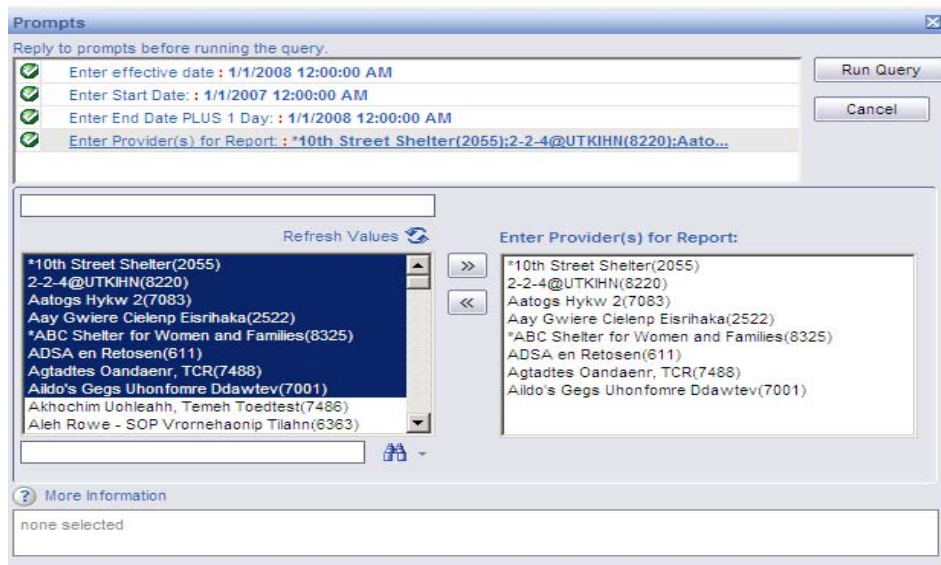 Prompts
Reply to prompts before running the query.
Enter effective date : 1/1/2008 12:00:00 AM
Run Query
Enter Start Date: : 1/1/2007 12:00:00 AM
Enter End Date PLUS 1 Day: : 1/1/2008 12:00:00 AM
Cancel
Enter Provider(s) for Report: : *10th Street Shelter(2055);2-2-4@UTKIHN(8220);Aato...
Refresh Values
*10th Street Shelter(2055)
2-2-4@UTKIHN(8220)
Aatogs Hykw 2(7083)
Aay Gwiere Cielenp Eisrihaka(2522)
*ABC Shelter for Women and Families(8325)
ADSA en Retosen(611)
Agtadtes Oandaenr, TCR(7488)
Aildo's Gegs Uhonfomre Ddawtev(7001)
Akhochim Uohleahh, Temeh Toedtest(7486)
Aleh Rowe - SOP Vrornehaonip Tilahn(6363)
>>
<<
Enter Provider(s) for Report:
*10th Street Shelter(2055)
2-2-4@UTKIHN(8220)
Aatogs Hykw 2(7083)
Aay Gwiere Cielenp Eisrihaka(2522)
*ABC Shelter for Women and Families(8325)
ADSA en Retosen(611)
Agtadtes Oandaenr, TCR(7488)
Aildo's Gegs Uhonfomre Ddawtev(7001)
? More Information
none selected